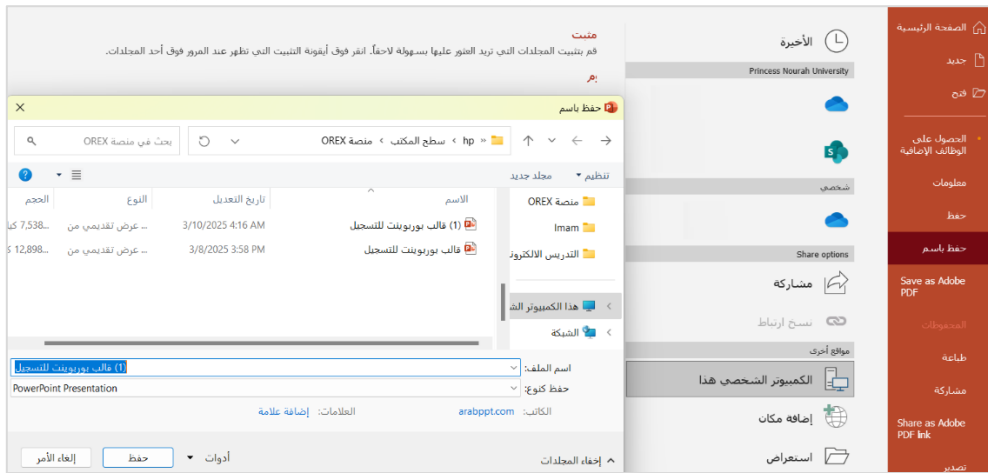 الصفحة الرئيسية
جديد
فتح
الحصول على
الوظائف الإضافية
معلومات
حفظ
حفظ باسم
Save as Adobe
PDF
المحفوظات
طباعة
مشاركة
Share as Adobe
PDF link
تصدير
الأخيرة
Princess Nourah University
شخصي
Share options
مشاركة
نسخ ارتباط
مواقع أخرى
الكمبيوتر الشخصي هذا
إضافة مكان
استعراض
مثبت
قم بتثبيت المجلدات التي تريد العثور عليها بسهولة لاحقاً. انقر فوق أيقونة التثبيت التي تظهر عند المرور فوق أحد المجلدات.
حفظ باسم
hp › سطح المكتب › منصة OREX
بحث في منصة OREX
تنظيم
مجلد جديد
الاسم
تاريخ التعديل
النوع
الحجم
(1) قالب بوربوينت للتسجيل
3/10/2025 4:16 AM
عرض تقديمي من ...
7,538...
قالب بوربوينت للتسجيل
3/8/2025 3:58 PM
عرض تقديمي من ...
12,898...
منصة OREX
Imam
التدريس الالكترون
هذا الكمبيوتر الش
الشبكة
اسم الملف:
(1) قالب بوربوينت للتسجيل
حفظ كنوع:
PowerPoint Presentation
الكاتب:
arabppt.com
العلامات:
إضافة علامة
إخفاء المجلدات
أدوات
حفظ
إلغاء الأمر